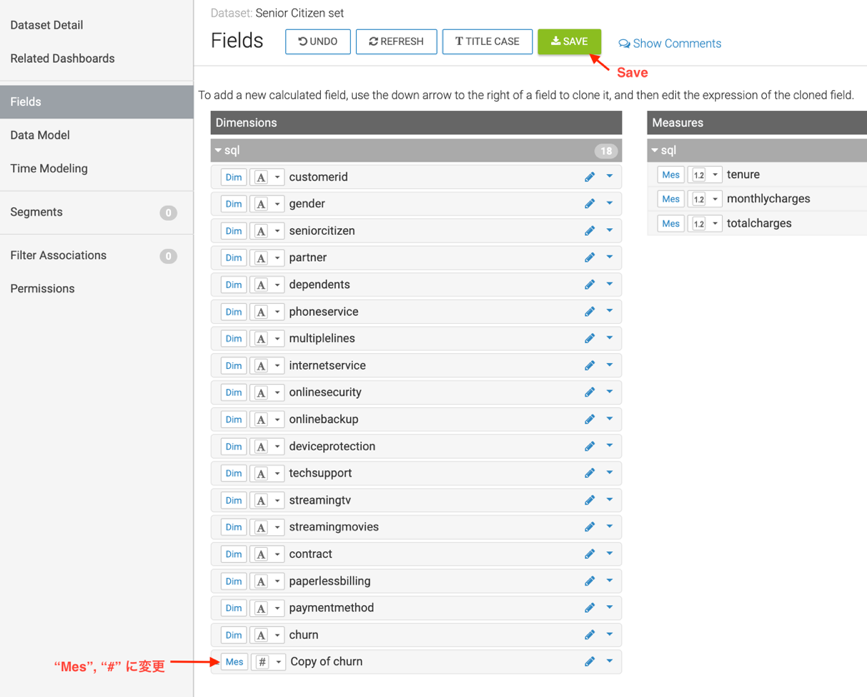 Dataset Detail
Related Dashboards
Fields
Data Model
Time Modeling
Segments 0
Filter Associations 0
Permissions
Dataset: Senior Citizen set
Fields UNDO REFRESH T TITLE CASE SAVE Show Comments
Save
To add a new calculated field, use the down arrow to the right of a field to clone it, and then edit the expression of the cloned field.
Dimensions
sql 18
Dim A customerid
Dim A gender
Dim A seniorcitizen
Dim A partner
Dim A dependents
Dim A phoneservice
Dim A multiplelines
Dim A internetservice
Dim A onlinesecurity
Dim A onlinebackup
Dim A deviceprotection
Dim A techsupport
Dim A streamingtv
Dim A streamingmovies
Dim A contract
Dim A paperlessbilling
Dim A paymentmethod
Dim A churn
Mes # Copy of churn
“Mes”, “#” に変更
Measures
sql
Mes 1.2 tenure
Mes 1.2 monthlycharges
Mes 1.2 totalcharges